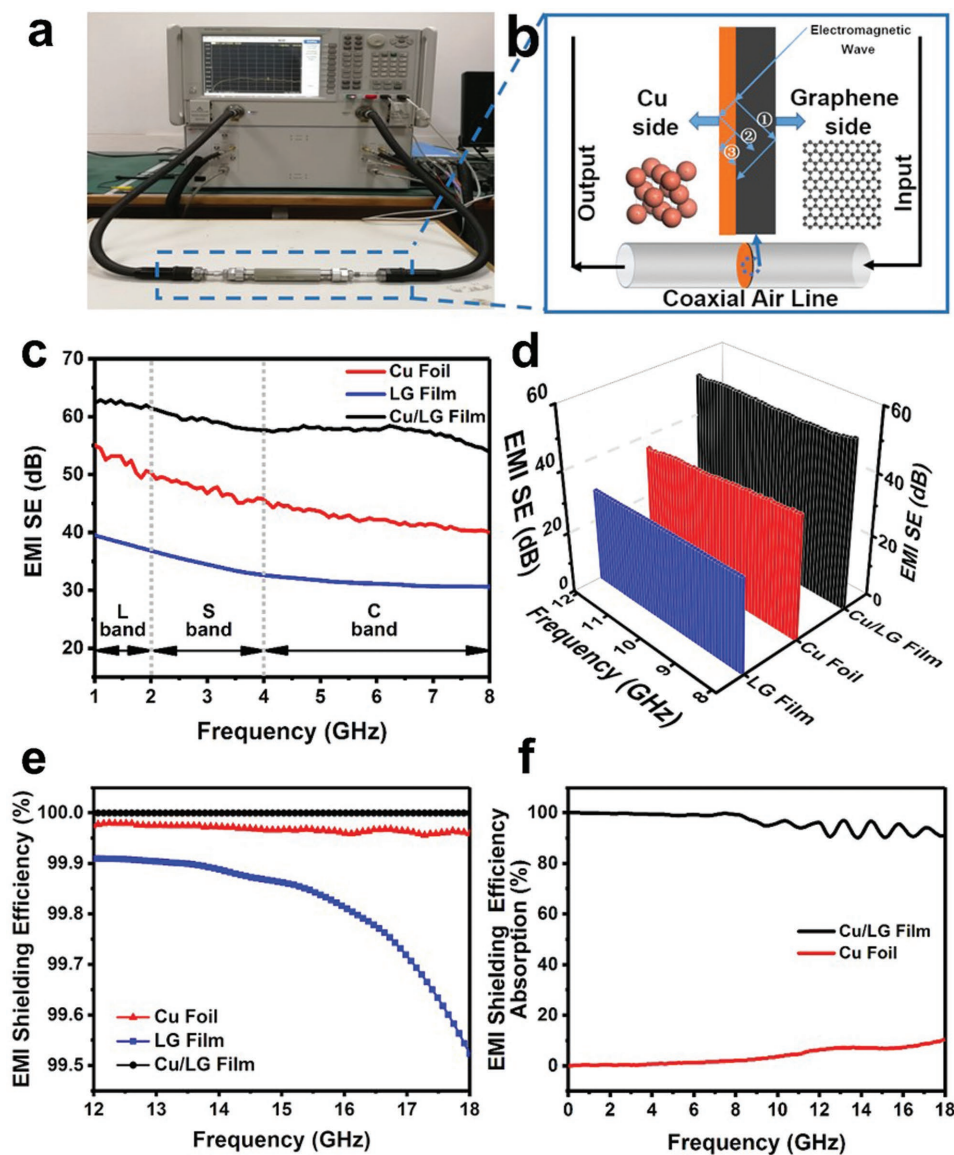 a
b
Electromagnetic
Wave
Cu
side
Graphene
side
①
②
③
Output
Input
Coaxial Air Line
c
EMI SE (dB)
70
60
50
40
30
20
Cu Foil
LG Film
Cu/LG Film
L
band
S
band
C
band
1 2 3 4 5 6 7 8
Frequency (GHz)
d
60
40
20
0
EMI SE (dB)
60
40
20
0
EMI SE (dB)
12 11 10 9 8
Frequency (GHz)
LG Film
Cu Foil
Cu/LG Film
e
EMI Shielding Efficiency (%)
100.0
99.9
99.8
99.7
99.6
99.5
Cu Foil
LG Film
Cu/LG Film
12 13 14 15 16 17 18
Frequency (GHz)
f
EMI Shielding Efficiency
Absorption (%)
100
80
60
40
20
0
Cu/LG Film
Cu Foil
0 2 4 6 8 10 12 14 16 18
Frequency (GHz)